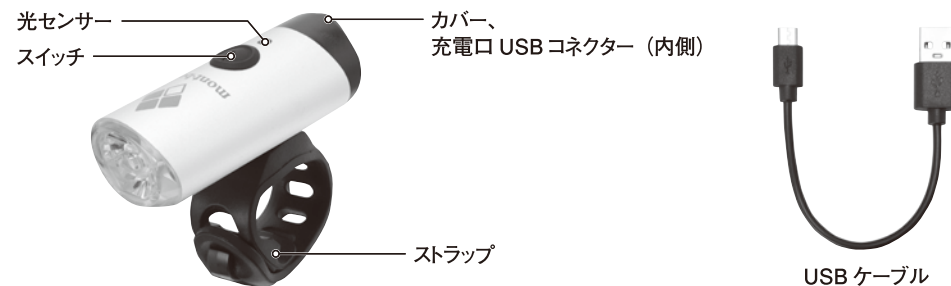 光センサー
スイッチ
カバー、
充電口 USB コネクター（内側）
mont-b
ストラップ
USB ケーブル